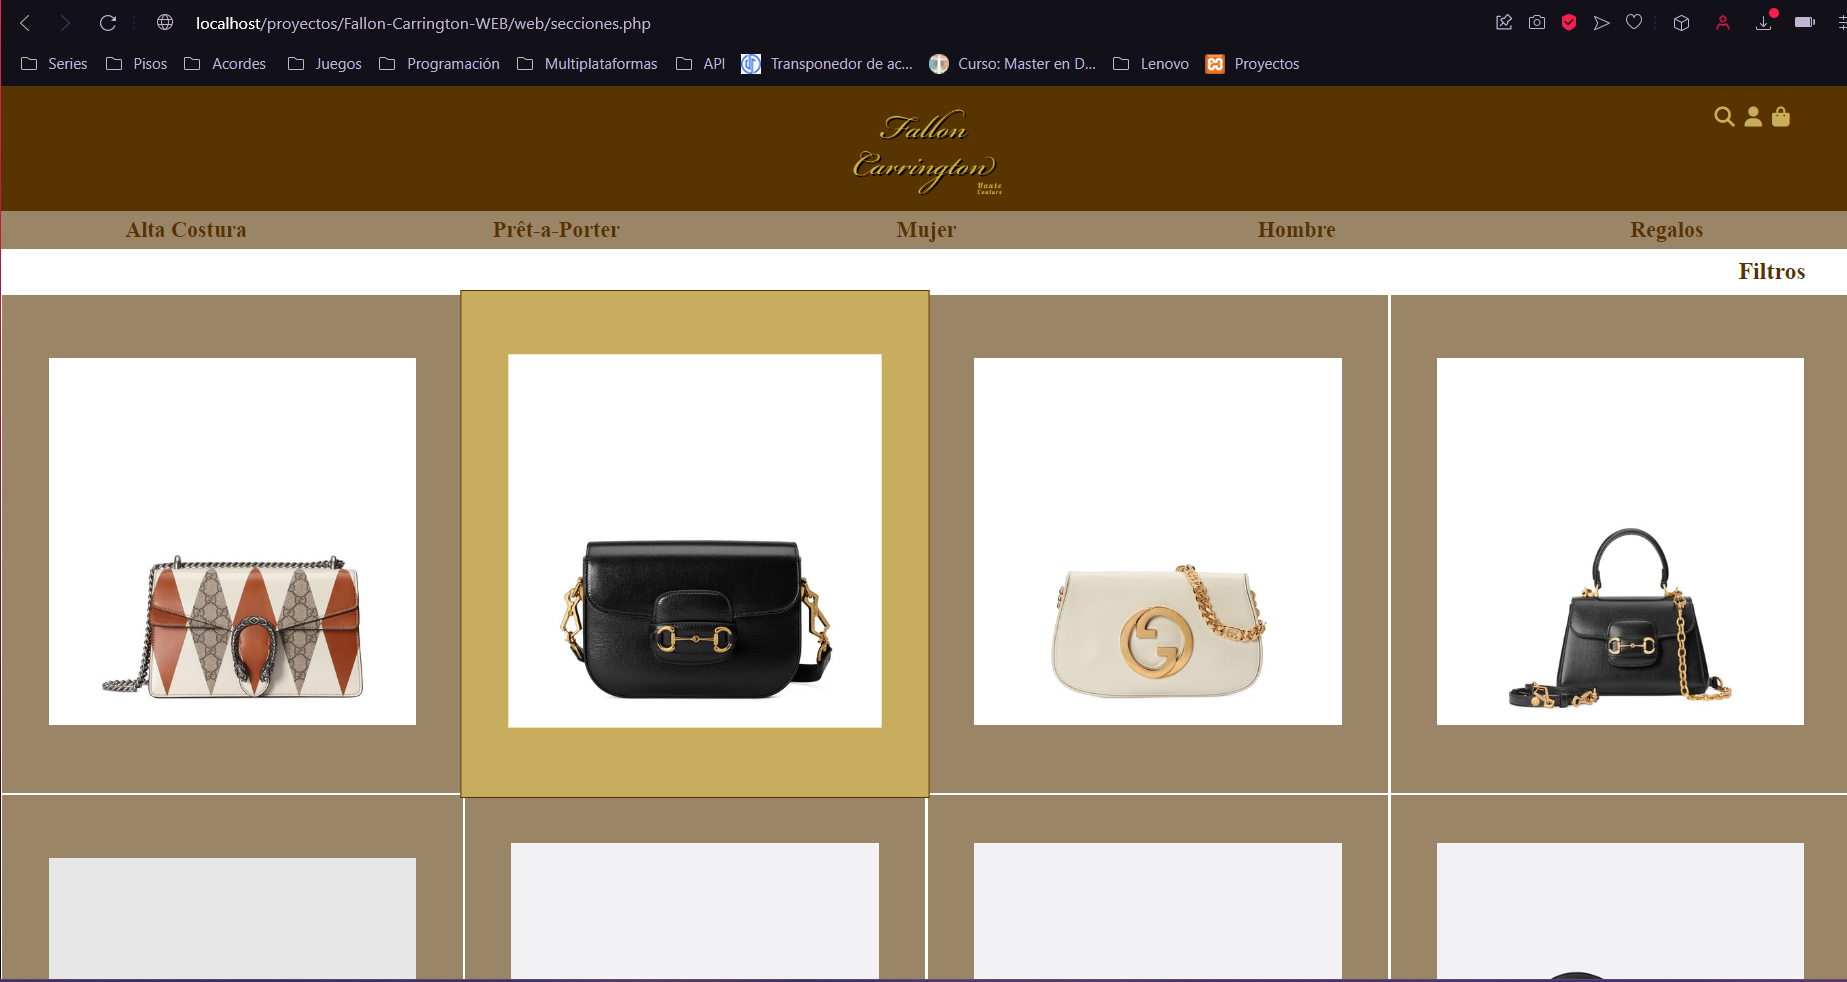 localhost/proyectos/Fallon-Carrington-WEB/web/secciones.php
Series Pisos Acordes Juegos Programación Multiplataformas API Transponedor de ac... Curso: Master en D... Lenovo Proyectos
Fallon
Carrington
Haute
Couture
Alta Costura Prêt-a-Porter Mujer Hombre Regalos
Filtros